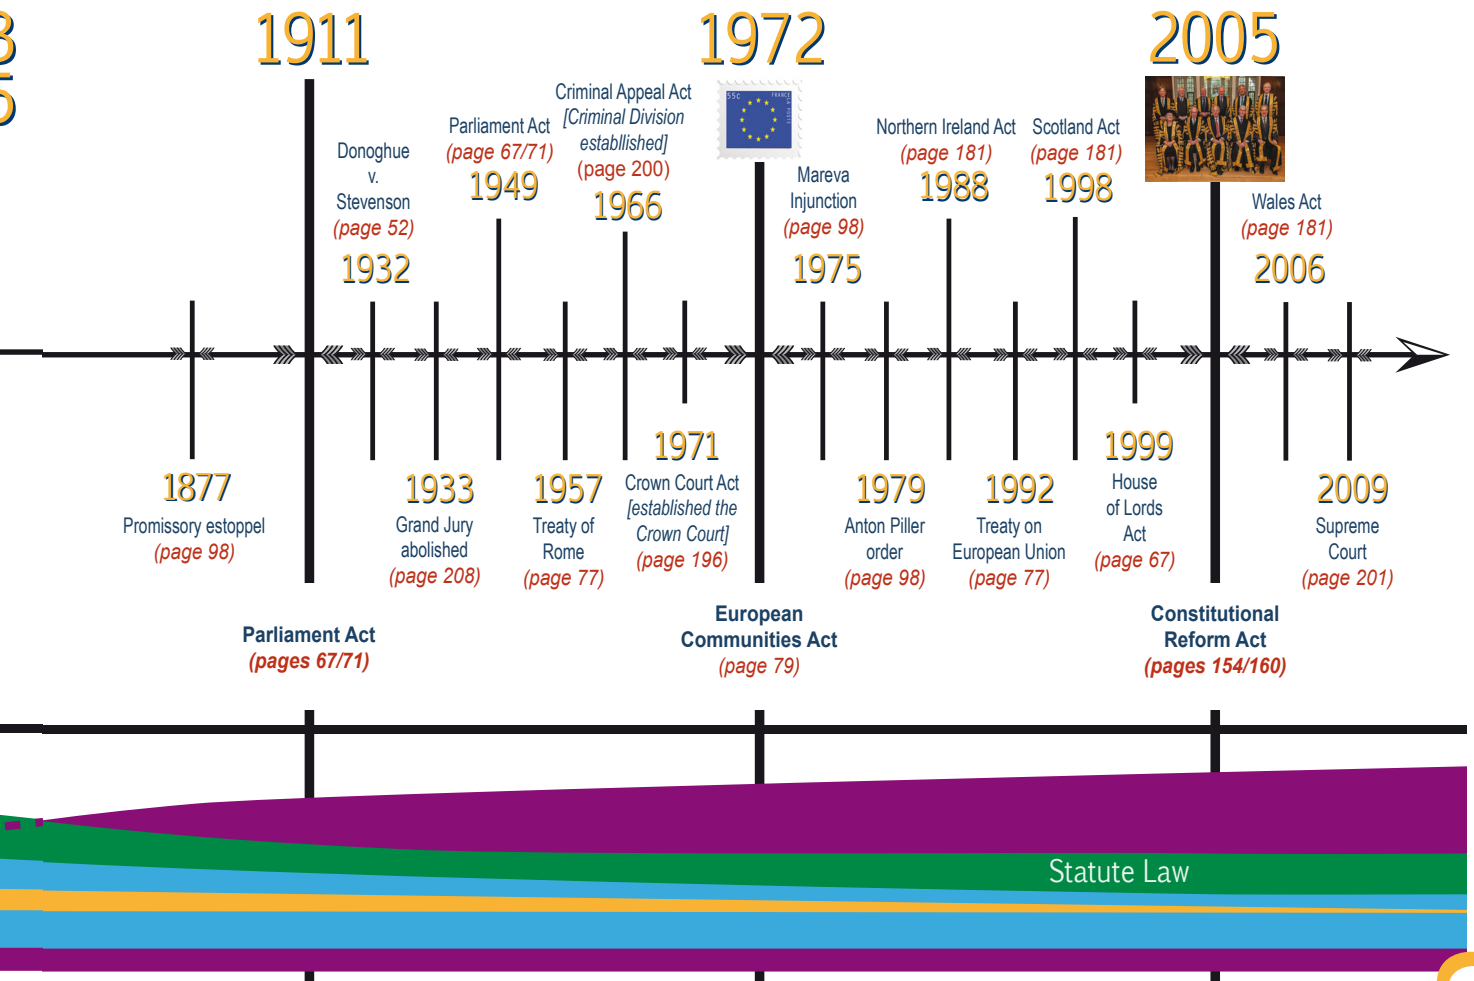 1911
1972
2005
55c
FRANCE
Criminal Appeal Act
[Criminal Division
establlished]
(page 200)
1966
Parliament Act
(page 67/71)
1949
Donoghue
v.
Stevenson
(page 52)
1932
Mareva
Injunction
(page 98)
1975
Northern Ireland Act
(page 181)
1988
Scotland Act
(page 181)
1998
Wales Act
(page 181)
2006
1877
Promissory estoppel
(page 98)
1933
Grand Jury
abolished
(page 208)
1957
Treaty of
Rome
(page 77)
1971
Crown Court Act
[established the
Crown Court]
(page 196)
1979
Anton Piller
order
(page 98)
1992
Treaty on
European Union
(page 77)
1999
House
of Lords
Act
(page 67)
2009
Supreme
Court
(page 201)
Parliament Act
(pages 67/71)
European
Communities Act
(page 79)
Constitutional
Reform Act
(pages 154/160)
Statute Law